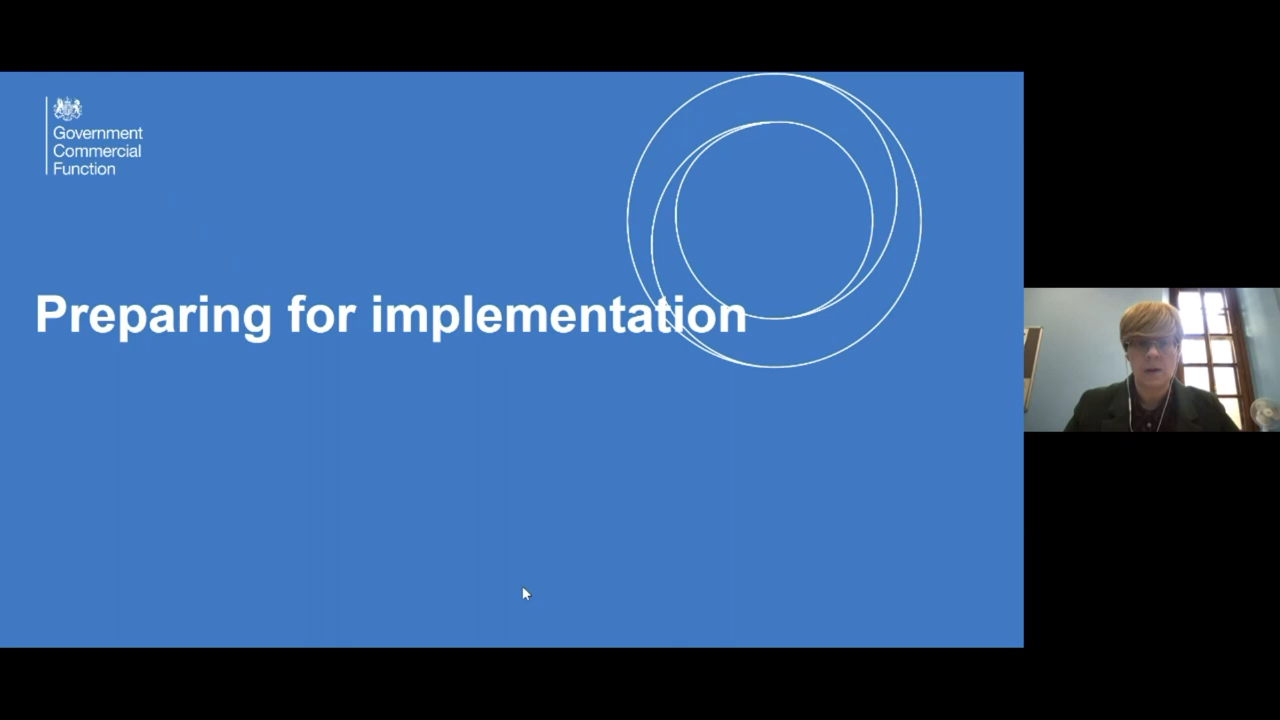 Government
Commercial
Function
Preparing for implementation